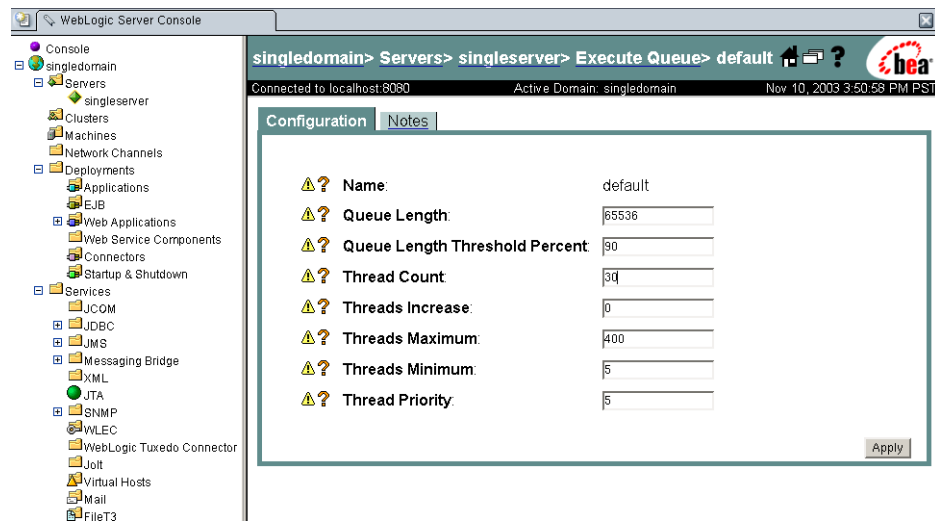 WebLogic Server Console
Console
singledomain
Servers
singleserver
Clusters
Machines
Network Channels
Deployments
Applications
EJB
Web Applications
Web Service Components
Connectors
Startup & Shutdown
Services
JCOM
JDBC
JMS
Messaging Bridge
XML
JTA
SNMP
WLEC
WebLogic Tuxedo Connector
Jolt
Virtual Hosts
Mail
FileT3
singledomain> Servers> singleserver> Execute Queue> default
bea
Connected to localhost:8080 Active Domain: singledomain Nov 10, 2003 3:50:58 PM PST
Configuration Notes
Name: default
Queue Length: 65536
Queue Length Threshold Percent: 90
Thread Count: 30
Threads Increase: 0
Threads Maximum: 400
Threads Minimum: 5
Thread Priority: 5
Apply